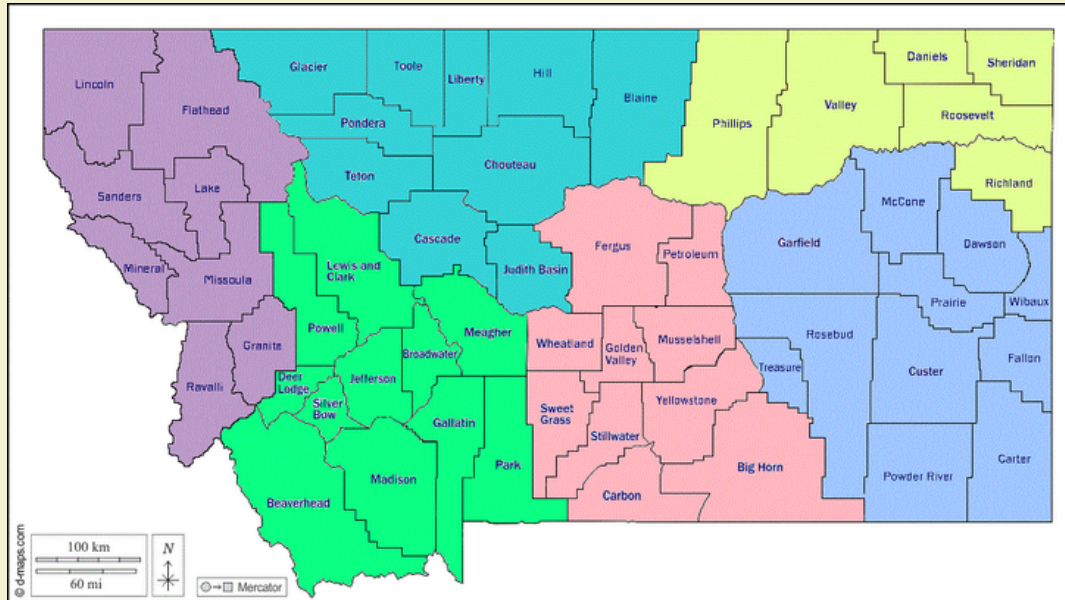 Lincoln
Flathead
Glacier
Toole
Liberty
Hill
Blaine
Phillips
Valley
Daniels
Sheridan
Roosevelt
Richland
Pondera
Teton
Chouteau
Sanders
Lake
Mineral
Missoula
Cascade
Judith Basin
Fergus
Petroleum
Garfield
McCone
Dawson
Prairie
Wibaux
Lewis and
Clark
Powell
Granite
Ravalli
Deer
Lodge
Silver
Bow
Jefferson
Broadwater
Meagher
Wheatland
Golden
Valley
Musselshell
Rosebud
Treasure
Custer
Fallon
Sweet
Grass
Stillwater
Yellowstone
Gallatin
Park
Madison
Beaverhead
Carbon
Big Horn
Powder River
Carter
© d-maps.com
100 km
60 mi
N
Mercator